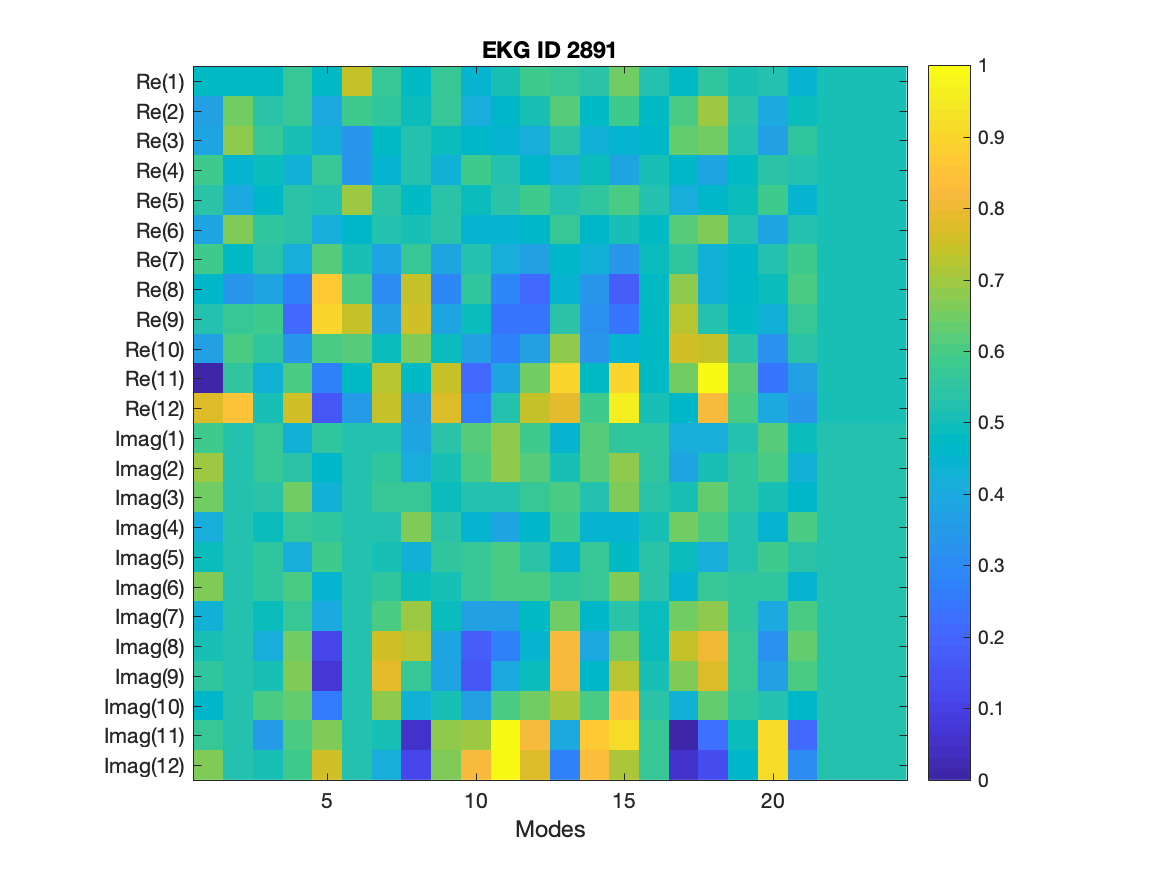 EKG ID 2891
Re(1)
Re(2)
Re(3)
Re(4)
Re(5)
Re(6)
Re(7)
Re(8)
Re(9)
Re(10)
Re(11)
Re(12)
Imag(1)
Imag(2)
Imag(3)
Imag(4)
Imag(5)
Imag(6)
Imag(7)
Imag(8)
Imag(9)
Imag(10)
Imag(11)
Imag(12)
5 10 15 20
Modes
1
0.9
0.8
0.7
0.6
0.5
0.4
0.3
0.2
0.1
0